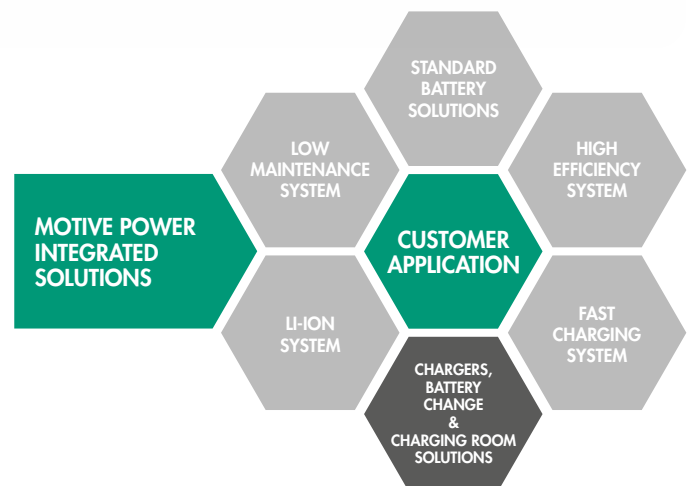 STANDARD
BATTERY
SOLUTIONS
LOW
MAINTENANCE
SYSTEM
HIGH
EFFICIENCY
SYSTEM
MOTIVE POWER
INTEGRATED
SOLUTIONS
CUSTOMER
APPLICATION
LI-ION
SYSTEM
FAST
CHARGING
SYSTEM
CHARGERS,
BATTERY
CHANGE
&
CHARGING ROOM
SOLUTIONS